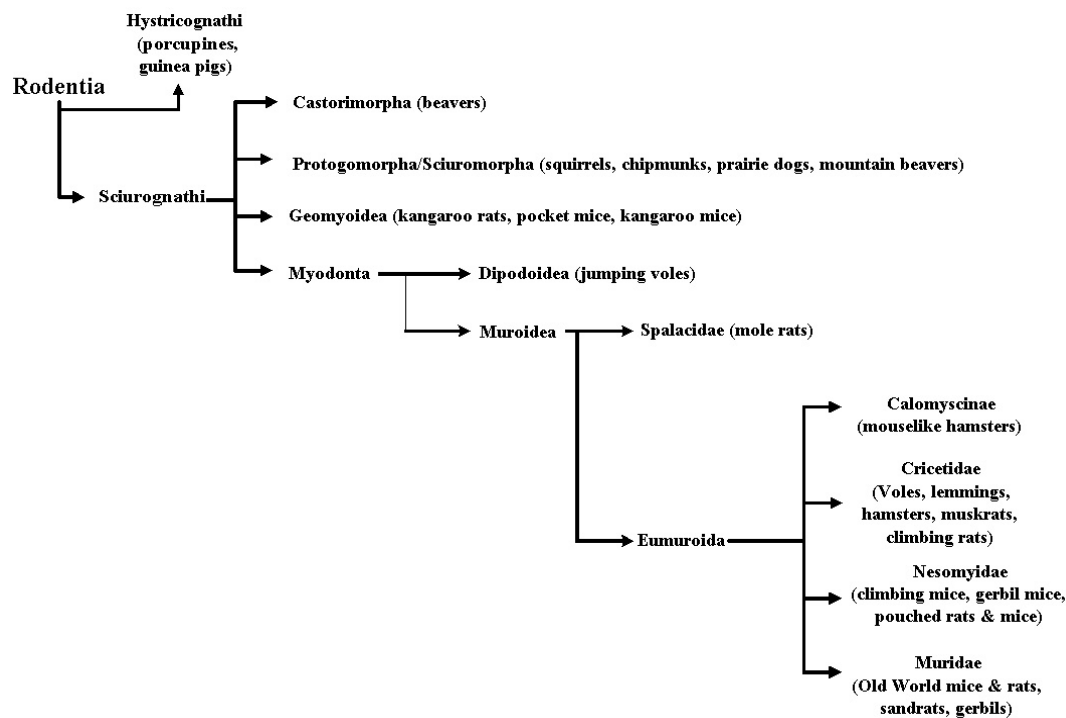 Hystricognathi
(porcupines,
guinea pigs)
Rodentia
Castorimorpha (beavers)
Protogomorpha/Sciuromorpha (squirrels, chipmunks, prairie dogs, mountain beavers)
Sciurognathi
Geomyoidea (kangaroo rats, pocket mice, kangaroo mice)
Myodonta
Dipodoidea (jumping voles)
Muroidea
Spalacidae (mole rats)
Calomyscinae
(mouselike hamsters)
Cricetidae
(Voles, lemmings,
hamsters, muskrats,
climbing rats)
Eumuroida
Nesomyidae
(climbing mice, gerbil mice,
pouched rats & mice)
Muridae
(Old World mice & rats,
sandrats, gerbils)